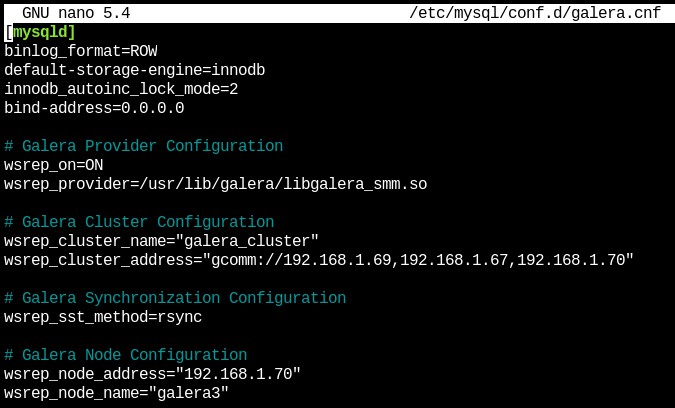 GNU nano 5.4 /etc/mysql/conf.d/galera.cnf
[mysqld]
binlog_format=ROW
default-storage-engine=innodb
innodb_autoinc_lock_mode=2
bind-address=0.0.0.0
# Galera Provider Configuration
wsrep_on=ON
wsrep_provider=/usr/lib/galera/libgalera_smm.so
# Galera Cluster Configuration
wsrep_cluster_name="galera_cluster"
wsrep_cluster_address="gcomm://192.168.1.69,192.168.1.67,192.168.1.70"
# Galera Synchronization Configuration
wsrep_sst_method=rsync
# Galera Node Configuration
wsrep_node_address="192.168.1.70"
wsrep_node_name="galera3"